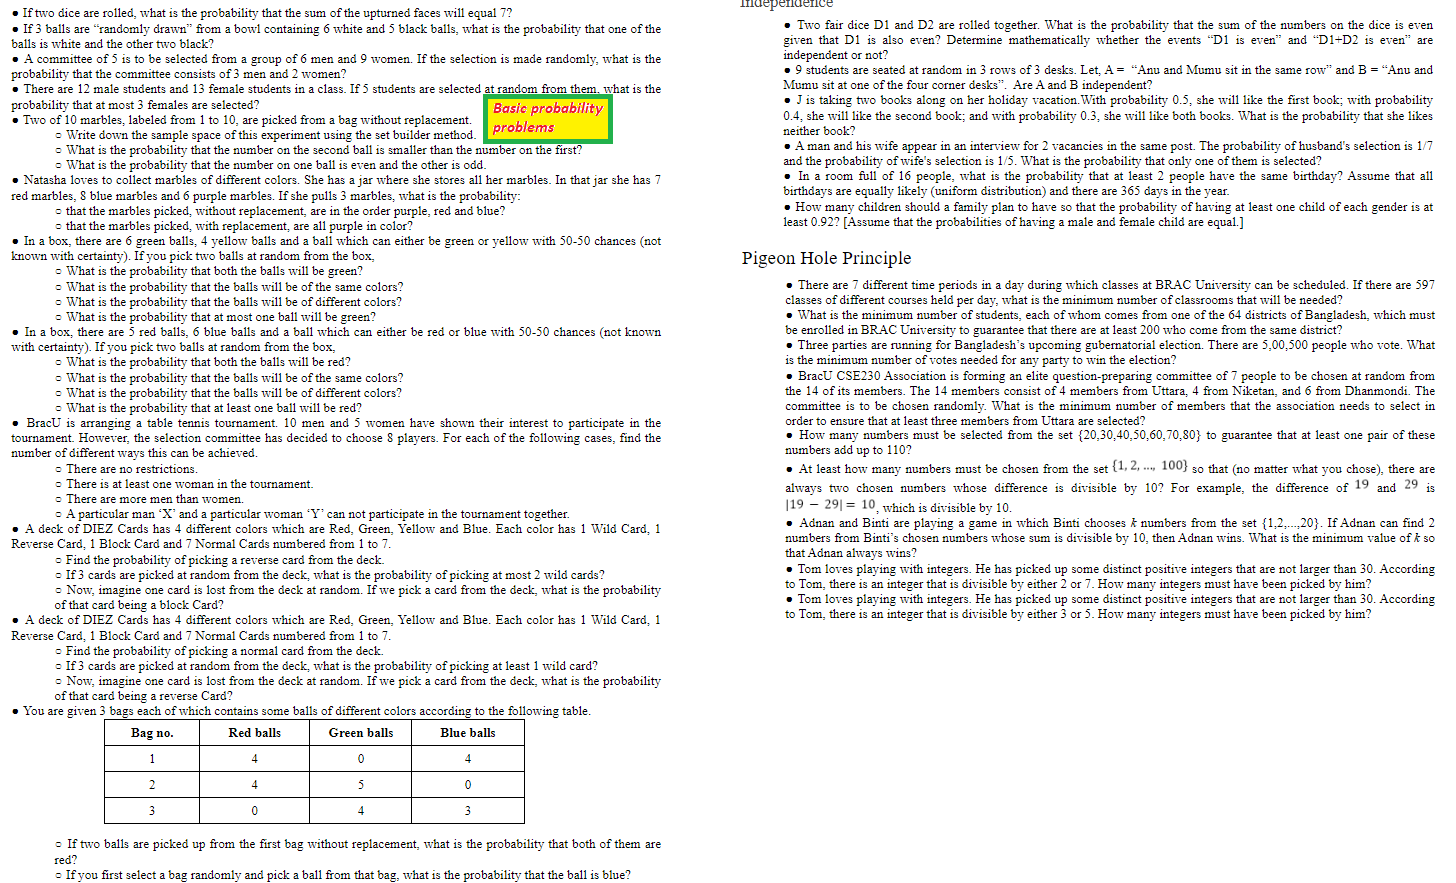 • If two dice are rolled, what is the probability that the sum of the upturned faces will equal 7?
• If 3 balls are “randomly drawn” from a bowl containing 6 white and 5 black balls, what is the probability that one of the
balls is white and the other two black?
• A committee of 5 is to be selected from a group of 6 men and 9 women. If the selection is made randomly, what is the
probability that the committee consists of 3 men and 2 women?
• There are 12 male students and 13 female students in a class. If 5 students are selected at random from them, what is the
probability that at most 3 females are selected?
Basic probability
problems
• Two of 10 marbles, labeled from 1 to 10, are picked from a bag without replacement.
○ Write down the sample space of this experiment using the set builder method.
○ What is the probability that the number on the second ball is smaller than the number on the first?
○ What is the probability that the number on one ball is even and the other is odd.
• Natasha loves to collect marbles of different colors. She has a jar where she stores all her marbles. In that jar she has 7
red marbles, 8 blue marbles and 6 purple marbles. If she pulls 3 marbles, what is the probability:
○ that the marbles picked, without replacement, are in the order purple, red and blue?
○ that the marbles picked, with replacement, are all purple in color?
• In a box, there are 6 green balls, 4 yellow balls and a ball which can either be green or yellow with 50-50 chances (not
known with certainty). If you pick two balls at random from the box,
○ What is the probability that both the balls will be green?
○ What is the probability that the balls will be of the same colors?
○ What is the probability that the balls will be of different colors?
○ What is the probability that at most one ball will be green?
• In a box, there are 5 red balls, 6 blue balls and a ball which can either be red or blue with 50-50 chances (not known
with certainty). If you pick two balls at random from the box,
○ What is the probability that both the balls will be red?
○ What is the probability that the balls will be of the same colors?
○ What is the probability that the balls will be of different colors?
○ What is the probability that at least one ball will be red?
• BracU is arranging a table tennis tournament. 10 men and 5 women have shown their interest to participate in the
tournament. However, the selection committee has decided to choose 8 players. For each of the following cases, find the
number of different ways this can be achieved.
○ There are no restrictions.
○ There is at least one woman in the tournament.
○ There are more men than women.
○ A particular man ‘X’ and a particular woman ‘Y’ can not participate in the tournament together.
• A deck of DIEZ Cards has 4 different colors which are Red, Green, Yellow and Blue. Each color has 1 Wild Card, 1
Reverse Card, 1 Block Card and 7 Normal Cards numbered from 1 to 7.
○ Find the probability of picking a reverse card from the deck.
○ If 3 cards are picked at random from the deck, what is the probability of picking at most 2 wild cards?
○ Now, imagine one card is lost from the deck at random. If we pick a card from the deck, what is the probability
of that card being a block Card?
• A deck of DIEZ Cards has 4 different colors which are Red, Green, Yellow and Blue. Each color has 1 Wild Card, 1
Reverse Card, 1 Block Card and 7 Normal Cards numbered from 1 to 7.
○ Find the probability of picking a normal card from the deck.
○ If 3 cards are picked at random from the deck, what is the probability of picking at least 1 wild card?
○ Now, imagine one card is lost from the deck at random. If we pick a card from the deck, what is the probability
of that card being a reverse Card?
• You are given 3 bags each of which contains some balls of different colors according to the following table.
Bag no. Red balls Green balls Blue balls
1 4 0 4
2 4 5 0
3 0 4 3
○ If two balls are picked up from the first bag without replacement, what is the probability that both of them are
red?
○ If you first select a bag randomly and pick a ball from that bag, what is the probability that the ball is blue?
Independence
• Two fair dice D1 and D2 are rolled together. What is the probability that the sum of the numbers on the dice is even
given that D1 is also even? Determine mathematically whether the events “D1 is even” and “D1+D2 is even” are
independent or not?
• 9 students are seated at random in 3 rows of 3 desks. Let, A = “Anu and Mumu sit in the same row” and B = “Anu and
Mumu sit at one of the four corner desks”. Are A and B independent?
• J is taking two books along on her holiday vacation.With probability 0.5, she will like the first book; with probability
0.4, she will like the second book; and with probability 0.3, she will like both books. What is the probability that she likes
neither book?
• A man and his wife appear in an interview for 2 vacancies in the same post. The probability of husband's selection is 1/7
and the probability of wife's selection is 1/5. What is the probability that only one of them is selected?
• In a room full of 16 people, what is the probability that at least 2 people have the same birthday? Assume that all
birthdays are equally likely (uniform distribution) and there are 365 days in the year.
• How many children should a family plan to have so that the probability of having at least one child of each gender is at
least 0.92? [Assume that the probabilities of having a male and female child are equal.]
Pigeon Hole Principle
• There are 7 different time periods in a day during which classes at BRAC University can be scheduled. If there are 597
classes of different courses held per day, what is the minimum number of classrooms that will be needed?
• What is the minimum number of students, each of whom comes from one of the 64 districts of Bangladesh, which must
be enrolled in BRAC University to guarantee that there are at least 200 who come from the same district?
• Three parties are running for Bangladesh’s upcoming gubernatorial election. There are 5,00,500 people who vote. What
is the minimum number of votes needed for any party to win the election?
• BracU CSE230 Association is forming an elite question-preparing committee of 7 people to be chosen at random from
the 14 of its members. The 14 members consist of 4 members from Uttara, 4 from Niketan, and 6 from Dhanmondi. The
committee is to be chosen randomly. What is the minimum number of members that the association needs to select in
order to ensure that at least three members from Uttara are selected?
• How many numbers must be selected from the set {20,30,40,50,60,70,80} to guarantee that at least one pair of these
numbers add up to 110?
• At least how many numbers must be chosen from the set {1, 2, ..., 100} so that (no matter what you chose), there are
always two chosen numbers whose difference is divisible by 10? For example, the difference of 19 and 29 is
|19 − 29| = 10, which is divisible by 10.
• Adnan and Binti are playing a game in which Binti chooses k numbers from the set {1,2,...,20}. If Adnan can find 2
numbers from Binti’s chosen numbers whose sum is divisible by 10, then Adnan wins. What is the minimum value of k so
that Adnan always wins?
• Tom loves playing with integers. He has picked up some distinct positive integers that are not larger than 30. According
to Tom, there is an integer that is divisible by either 2 or 7. How many integers must have been picked by him?
• Tom loves playing with integers. He has picked up some distinct positive integers that are not larger than 30. According
to Tom, there is an integer that is divisible by either 3 or 5. How many integers must have been picked by him?